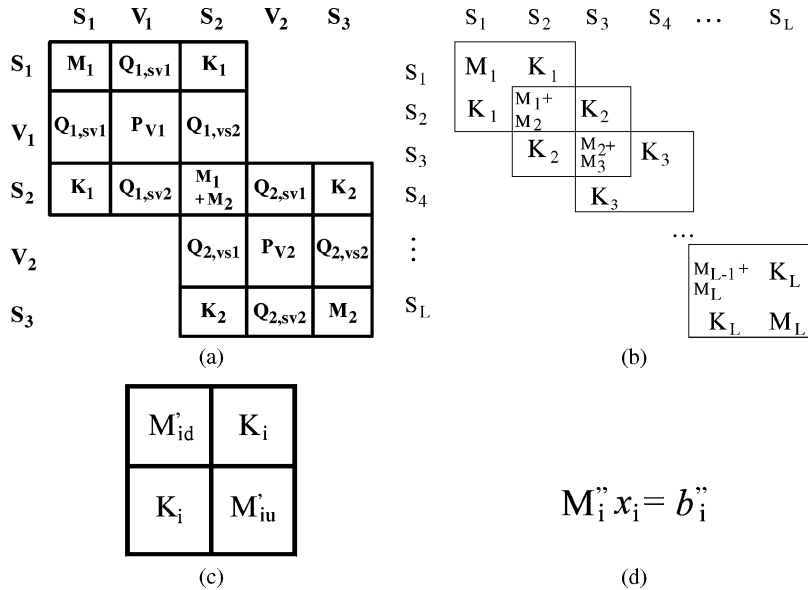 S1 V1 S2 V2 S3
S1 M1 Q1,sv1 K1
V1 Q1,sv1 PV1 Q1,vs2
S2 K1 Q1,sv2 M1 +M2 Q2,sv1 K2
V2 Q2,vs1 PV2 Q2,vs2
S3 K2 Q2,sv2 M2
(a)
S1 S2 S3 S4 ... SL
S1 M1 K1
S2 K1 M1+ M2 K2
S3 K2 M2+ M3 K3
S4 K3
⋮ ...
SL ML-1+ ML KL
KL ML
(b)
M'id Ki
Ki M'iu
(c)
M''i xi = b''i
(d)